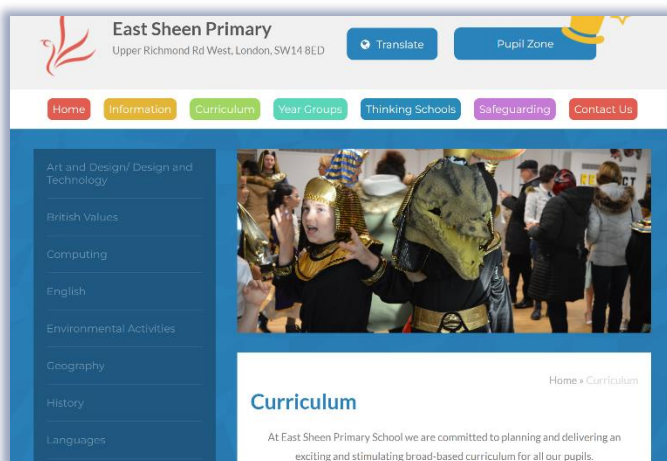 East Sheen Primary
Upper Richmond Rd West, London, SW14 8ED
Translate
Pupil Zone
Home
Information
Curriculum
Year Groups
Thinking Schools
Safeguarding
Contact Us
Art and Design/ Design and
Technology
British Values
Computing
English
Environmental Activities
Geography
History
Languages
Home » Curriculum
Curriculum
At East Sheen Primary School we are committed to planning and delivering an
exciting and stimulating broad-based curriculum for all our pupils.